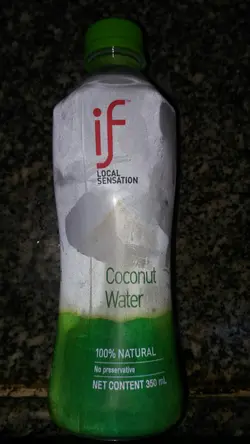 if
LOCAL
SENSATION
Coconut
Water
100% NATURAL
No preservative
NET CONTENT 350 mL